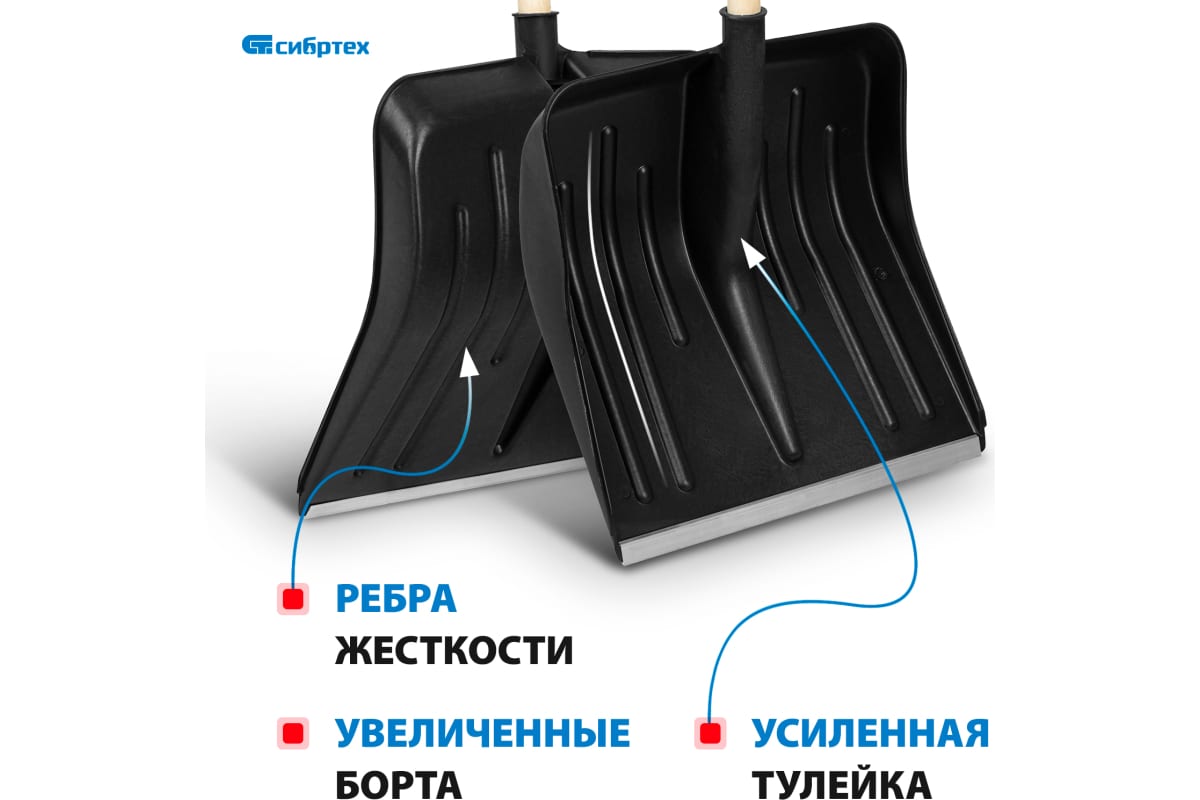 сибртех
РЕБРА
ЖЕСТКОСТИ
УВЕЛИЧЕННЫЕ
БОРТА
УСИЛЕННАЯ
ТУЛЕЙКА